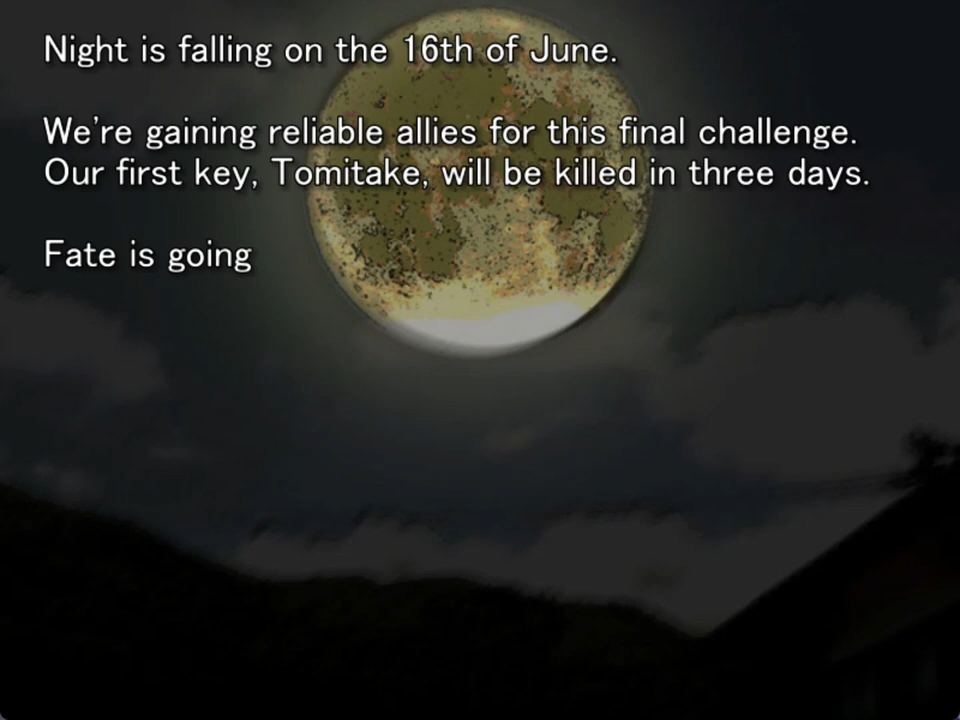 Night is falling on the 16th of June.
We're gaining reliable allies for this final challenge.
Our first key, Tomitake, will be killed in three days.
Fate is going